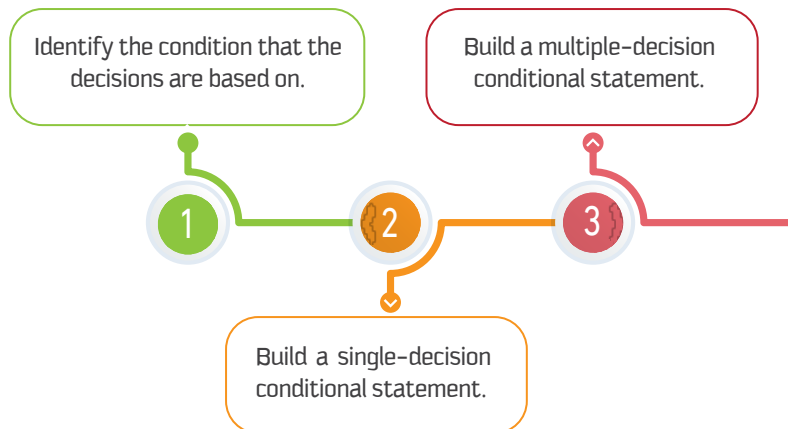 Identify the condition that the
decisions are based on.
Build a multiple-decision
conditional statement.
1
2
3
Build a single-decision
conditional statement.